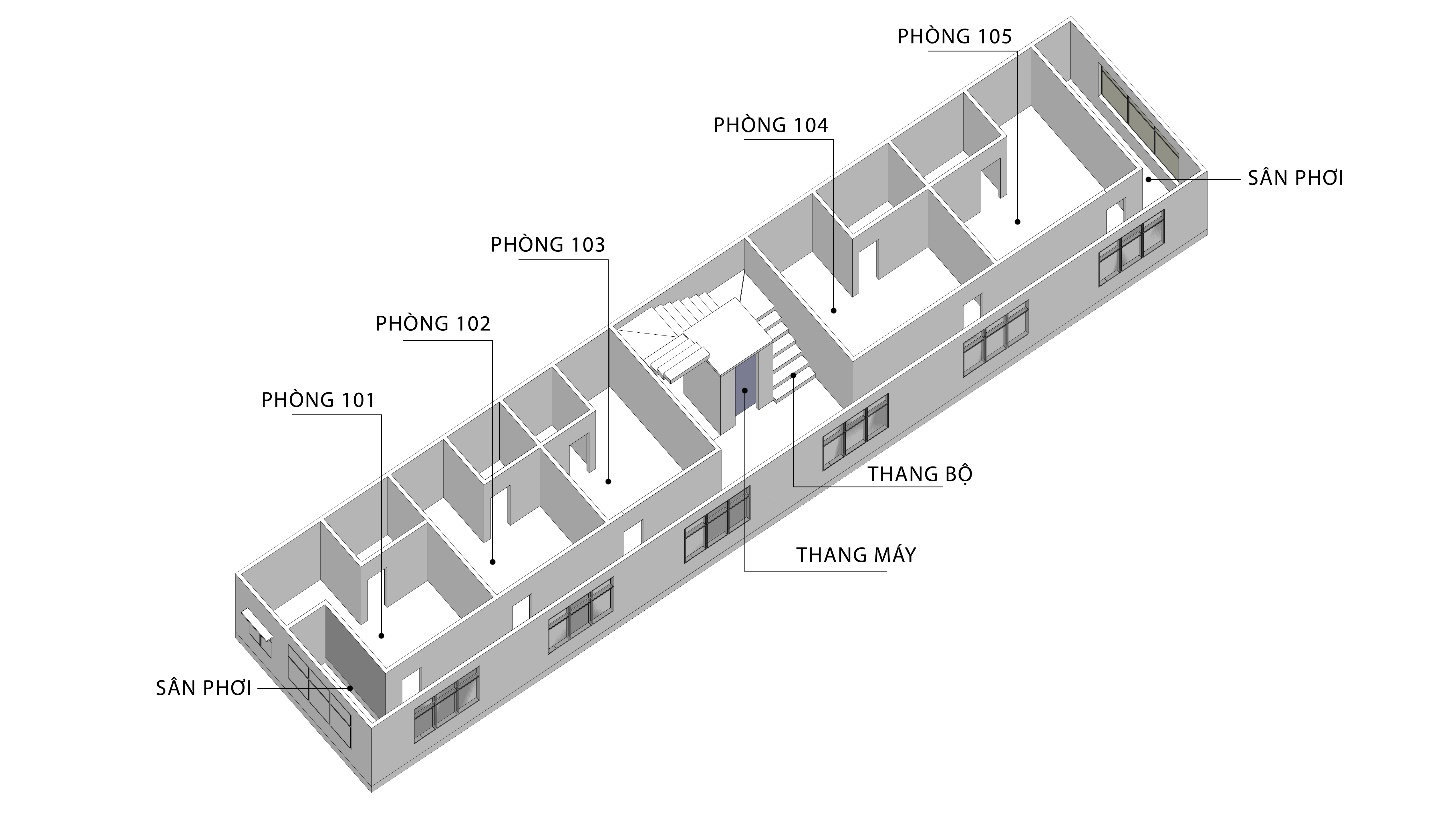 PHÒNG 105
PHÒNG 104
SÂN PHƠI
PHÒNG 103
PHÒNG 102
PHÒNG 101
THANG BỘ
THANG MÁY
SÂN PHƠI